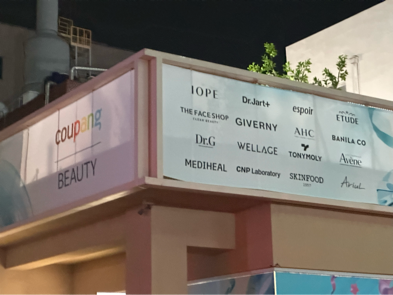 coupang
BEAUTY
IOPE Dr.Jart+ espoir ETUDE
THE FACE SHOP GIVERNY AHC BANILA CO
Dr.G WELLAGE TONYMOLY Avène
MEDIHEAL CNP Laboratory SKINFOOD Ariul